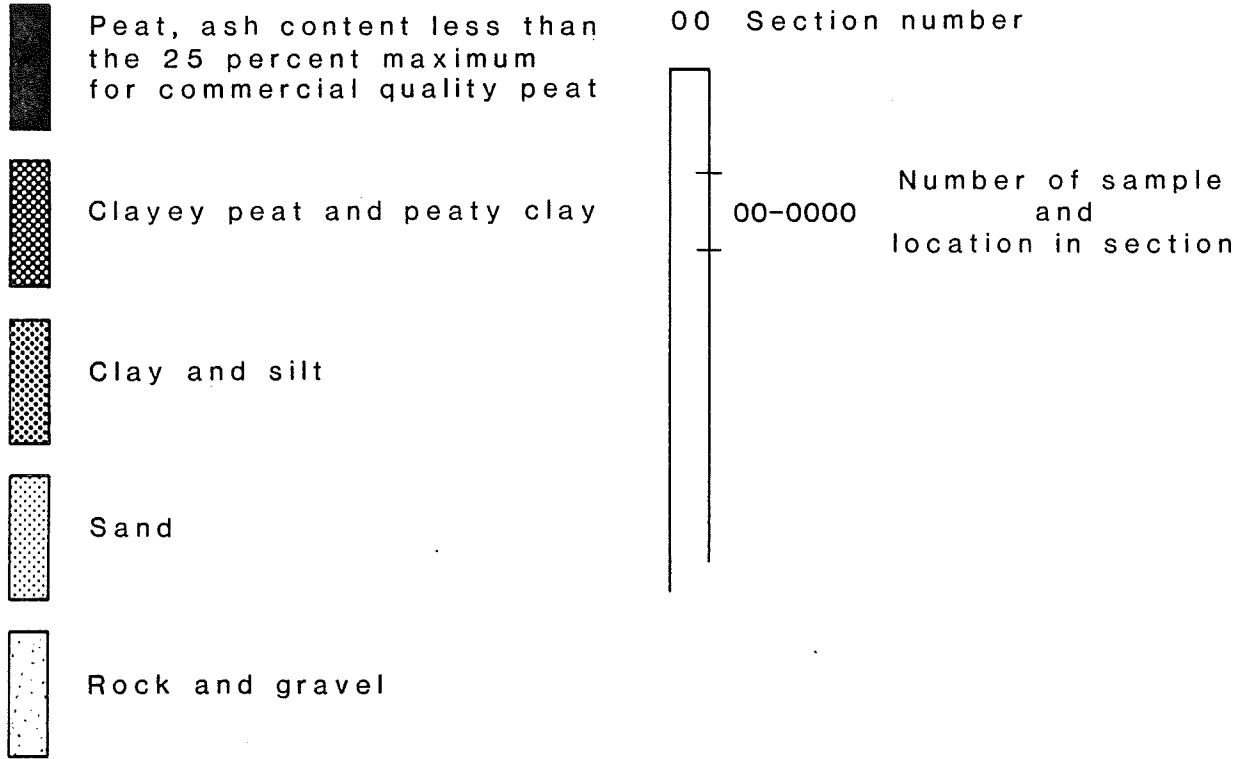 Peat, ash content less than
the 25 percent maximum
for commercial quality peat
Clayey peat and peaty clay
Clay and silt
Sand
Rock and gravel
00 Section number
00-0000
Number of sample
and
location in section